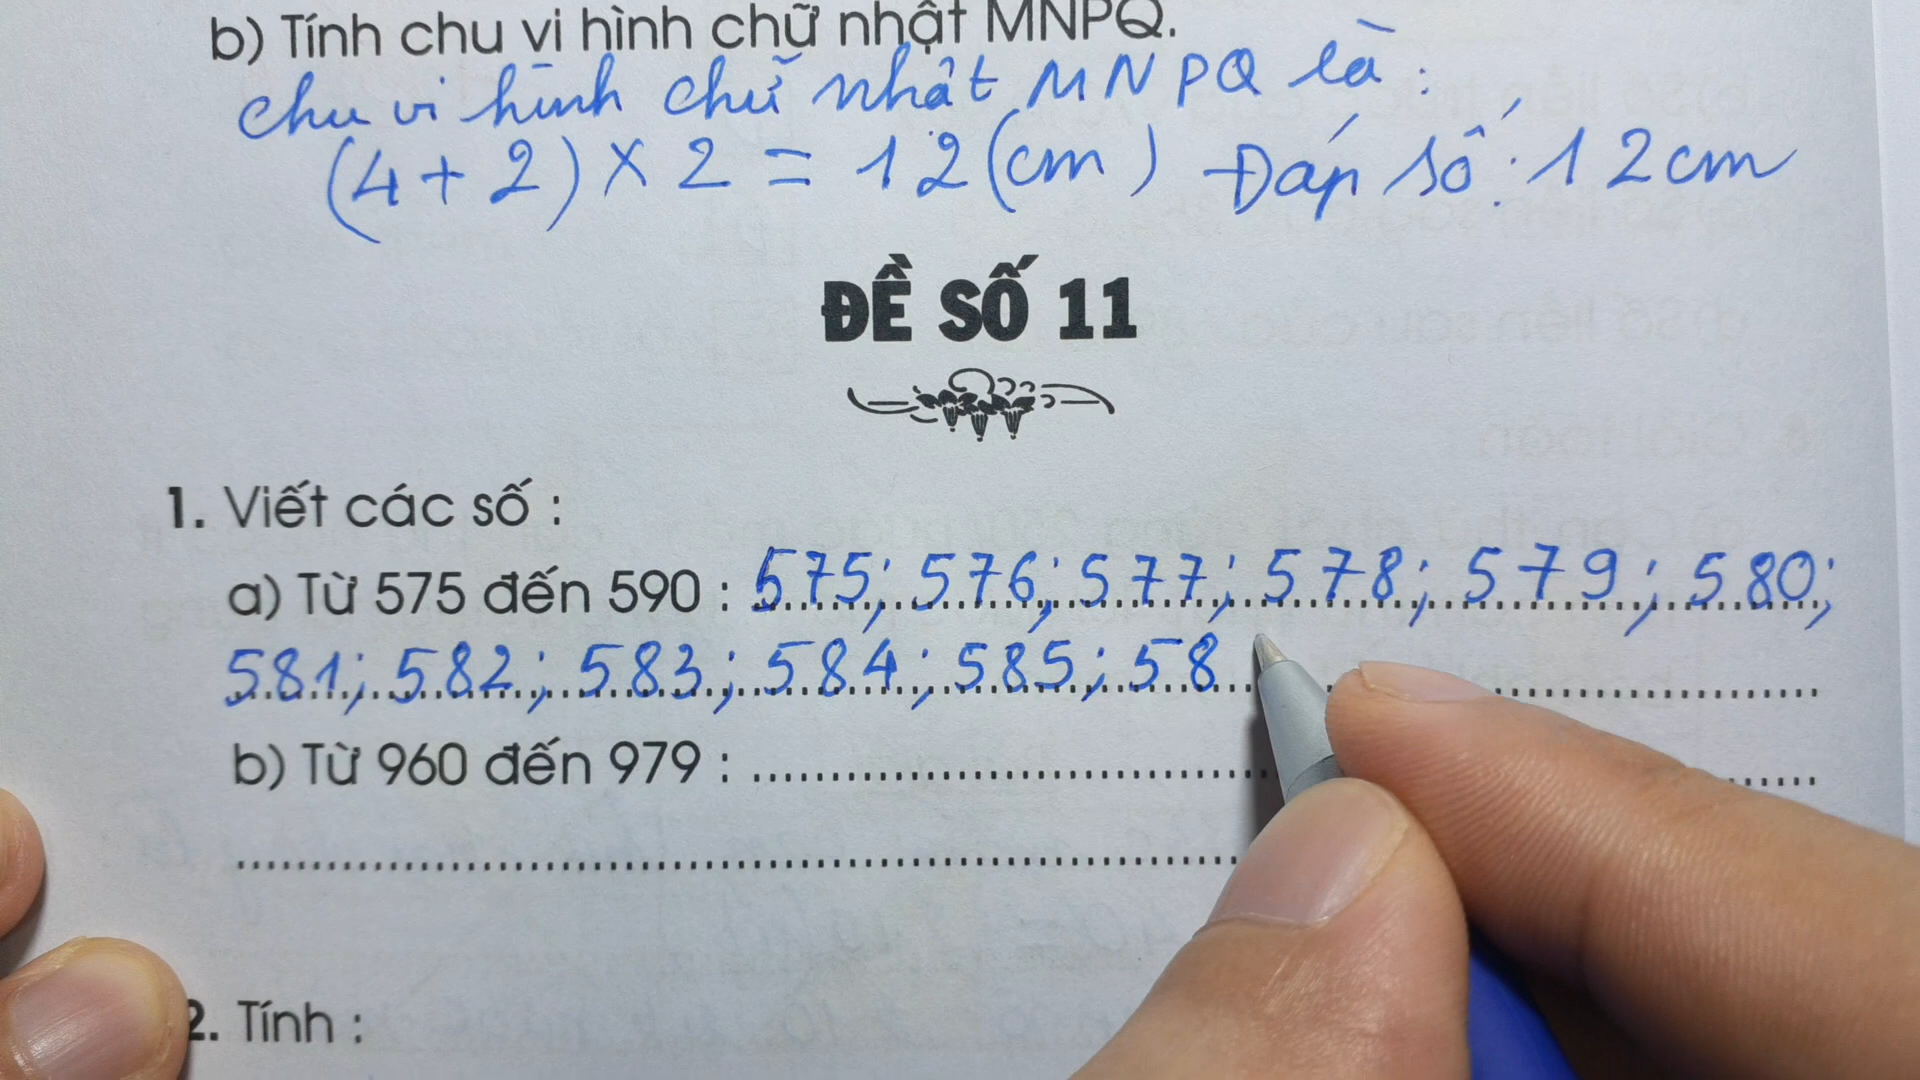 b) Tính chu vi hình chữ nhật MNPQ.
chu vi hình chữ nhật MNPQ là :
(4 + 2) × 2 = 12 (cm) Đáp số : 12 cm
ĐỀ SỐ 11
1. Viết các số :
a) Từ 575 đến 590 : 575; 576; 577; 578; 579; 580;
581; 582; 583; 584; 585; 58
b) Từ 960 đến 979 :
2. Tính :